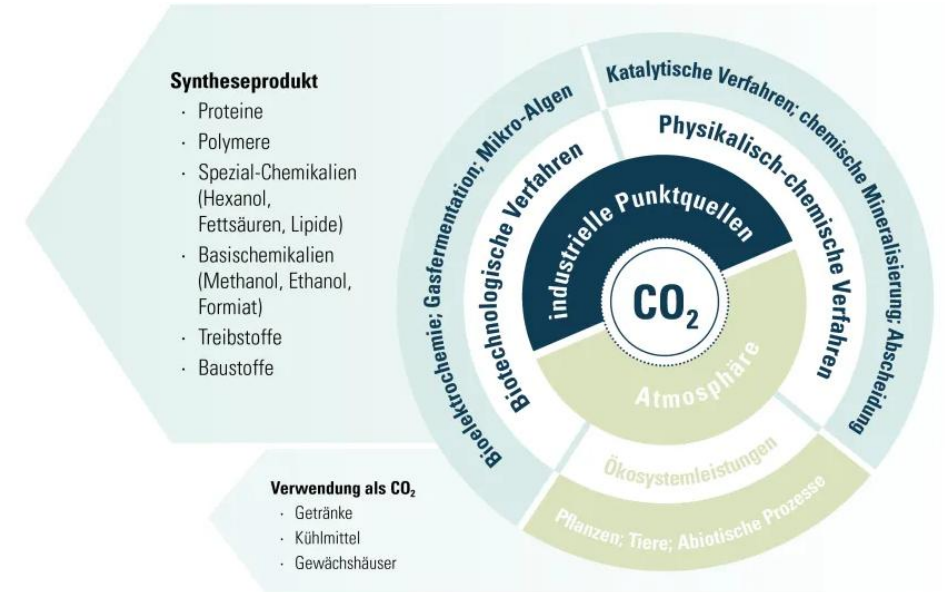 Syntheseprodukt
· Proteine
· Polymere
· Spezial-Chemikalien
(Hexanol,
Fettsäuren, Lipide)
· Basischemikalien
(Methanol, Ethanol,
Formiat)
· Treibstoffe
· Baustoffe
Verwendung als CO₂
· Getränke
· Kühlmittel
· Gewächshäuser
Bioelektrochemie; Gasfermentation; Mikro-Algen
Katalytische Verfahren; chemische Mineralisierung; Abscheidung
Biotechnologische Verfahren
Physikalisch-chemische Verfahren
industrielle Punktquellen
CO₂
Atmosphäre
Ökosystemleistungen
Pflanzen; Tiere; Abiotische Prozesse